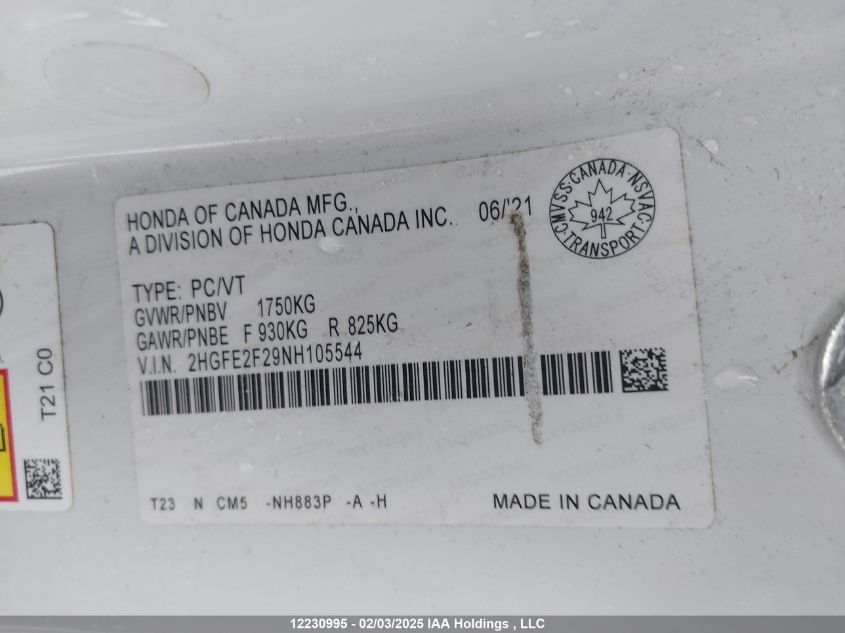 HONDA OF CANADA MFG.,
A DIVISION OF HONDA CANADA INC. 06/'21
CMVSS·CANADA·NSVAC·TRANSPORT
942
TYPE: PC/VT
GVWR/PNBV 1750KG
GAWR/PNBE F 930KG R 825KG
V.I.N. 2HGFE2F29NH105544
T23 N CM5 -NH883P -A -H MADE IN CANADA
T21 C0
12230995 - 02/03/2025 IAA Holdings , LLC